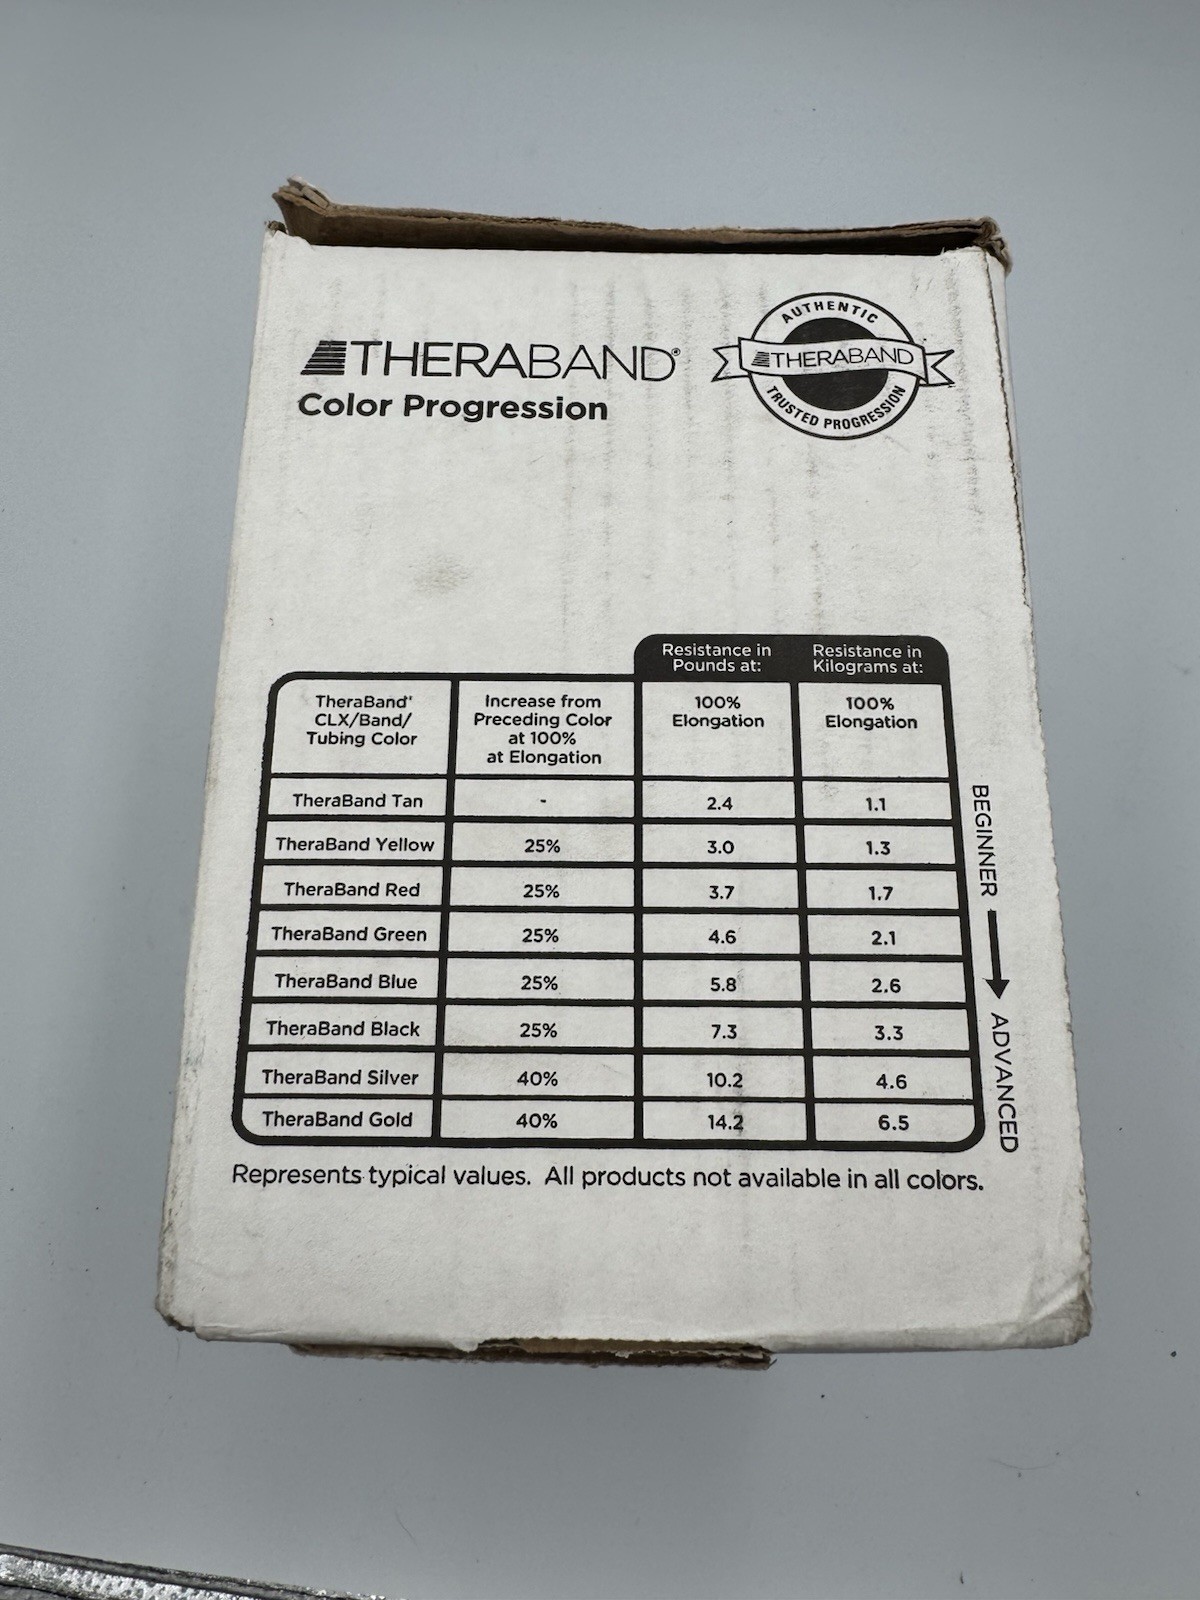 THERABAND®
Color Progression
AUTHENTIC
THERABAND
TRUSTED PROGRESSION
Resistance in
Pounds at:
Resistance in
Kilograms at:
TheraBand®
CLX/Band/
Tubing Color
Increase from
Preceding Color
at 100%
at Elongation
100%
Elongation
100%
Elongation
TheraBand Tan - 2.4 1.1
TheraBand Yellow 25% 3.0 1.3
TheraBand Red 25% 3.7 1.7
TheraBand Green 25% 4.6 2.1
TheraBand Blue 25% 5.8 2.6
TheraBand Black 25% 7.3 3.3
TheraBand Silver 40% 10.2 4.6
TheraBand Gold 40% 14.2 6.5
BEGINNER
ADVANCED
Represents typical values. All products not available in all colors.